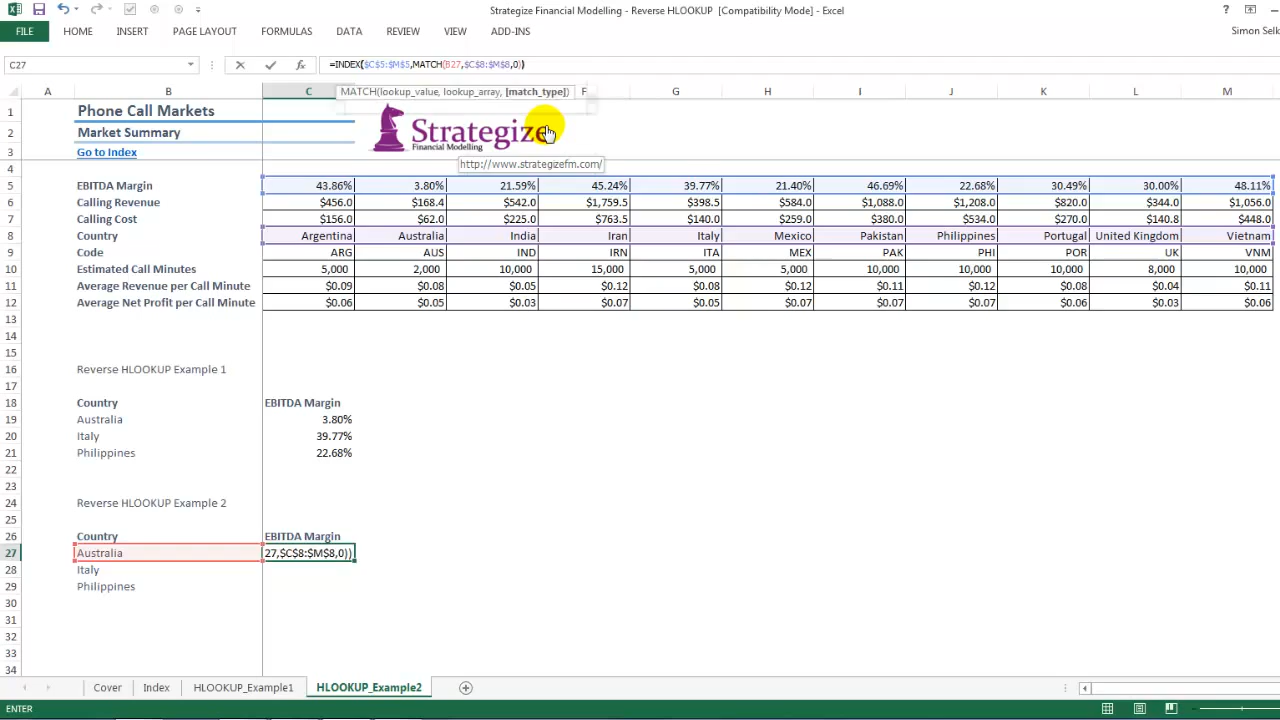 Strategize Financial Modelling - Reverse HLOOKUP [Compatibility Mode] - Excel
?
FILE HOME INSERT PAGE LAYOUT FORMULAS DATA REVIEW VIEW ADD-INS
Simon Selk
C27 fx =INDEX($C$5:$M$5,MATCH(B27,$C$8:$M$8,0))
MATCH(lookup_value, lookup_array, [match_type])
A B C F G H I J K L M
1 Phone Call Markets
2 Market Summary
Strategize
Financial Modelling
3 Go to Index
http://www.strategizefm.com/
4
5 EBITDA Margin 43.86% 3.80% 21.59% 45.24% 39.77% 21.40% 46.69% 22.68% 30.49% 30.00% 48.11%
6 Calling Revenue $456.0 $168.4 $542.0 $1,759.5 $398.5 $584.0 $1,088.0 $1,208.0 $820.0 $344.0 $1,056.0
7 Calling Cost $156.0 $62.0 $225.0 $763.5 $140.0 $259.0 $380.0 $534.0 $270.0 $140.8 $448.0
8 Country Argentina Australia India Iran Italy Mexico Pakistan Philippines Portugal United Kingdom Vietnam
9 Code ARG AUS IND IRN ITA MEX PAK PHI POR UK VNM
10 Estimated Call Minutes 5,000 2,000 10,000 15,000 5,000 5,000 10,000 10,000 10,000 8,000 10,000
11 Average Revenue per Call Minute $0.09 $0.08 $0.05 $0.12 $0.08 $0.12 $0.11 $0.12 $0.08 $0.04 $0.11
12 Average Net Profit per Call Minute $0.06 $0.05 $0.03 $0.07 $0.05 $0.07 $0.07 $0.07 $0.06 $0.03 $0.06
13
14
15
16 Reverse HLOOKUP Example 1
17
18 Country EBITDA Margin
19 Australia 3.80%
20 Italy 39.77%
21 Philippines 22.68%
22
23
24 Reverse HLOOKUP Example 2
25
26 Country EBITDA Margin
27 Australia 27,$C$8:$M$8,0))
28 Italy
29 Philippines
30
31
32
33
34
Cover Index HLOOKUP_Example1 HLOOKUP_Example2
ENTER